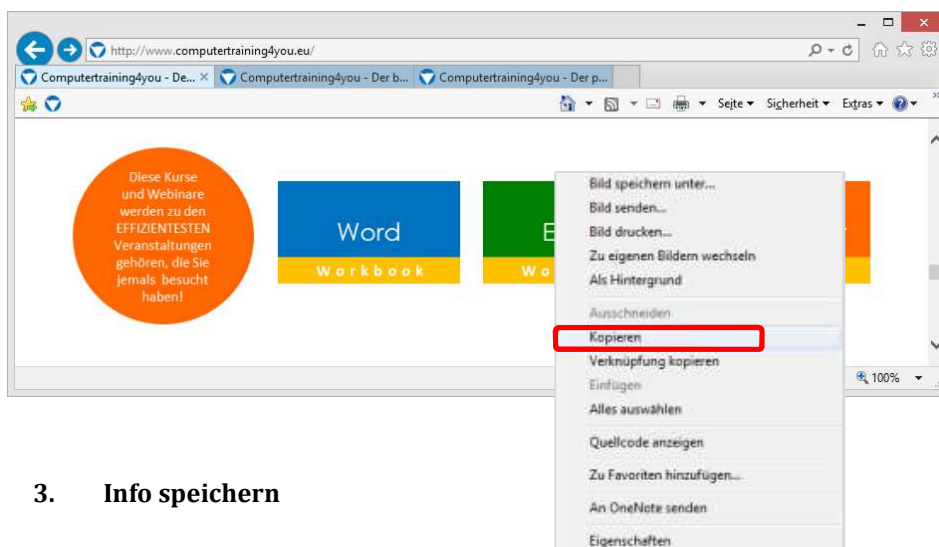 http://www.computertraining4you.eu/
Computertraining4you - De...
Computertraining4you - Der b...
Computertraining4you - Der p...
Seite
Sicherheit
Extras
Diese Kurse
und Webinare
werden zu den
EFFIZIENTESTEN
Veranstaltungen
gehören, die Sie
jemals besucht
haben!
Word
Workbook
E
Wo
Bild speichern unter...
Bild senden...
Bild drucken...
Zu eigenen Bildern wechseln
Als Hintergrund
Ausschneiden
Kopieren
Verknüpfung kopieren
Einfügen
Alles auswählen
Quellcode anzeigen
Zu Favoriten hinzufügen...
An OneNote senden
Eigenschaften
100%
3. Info speichern